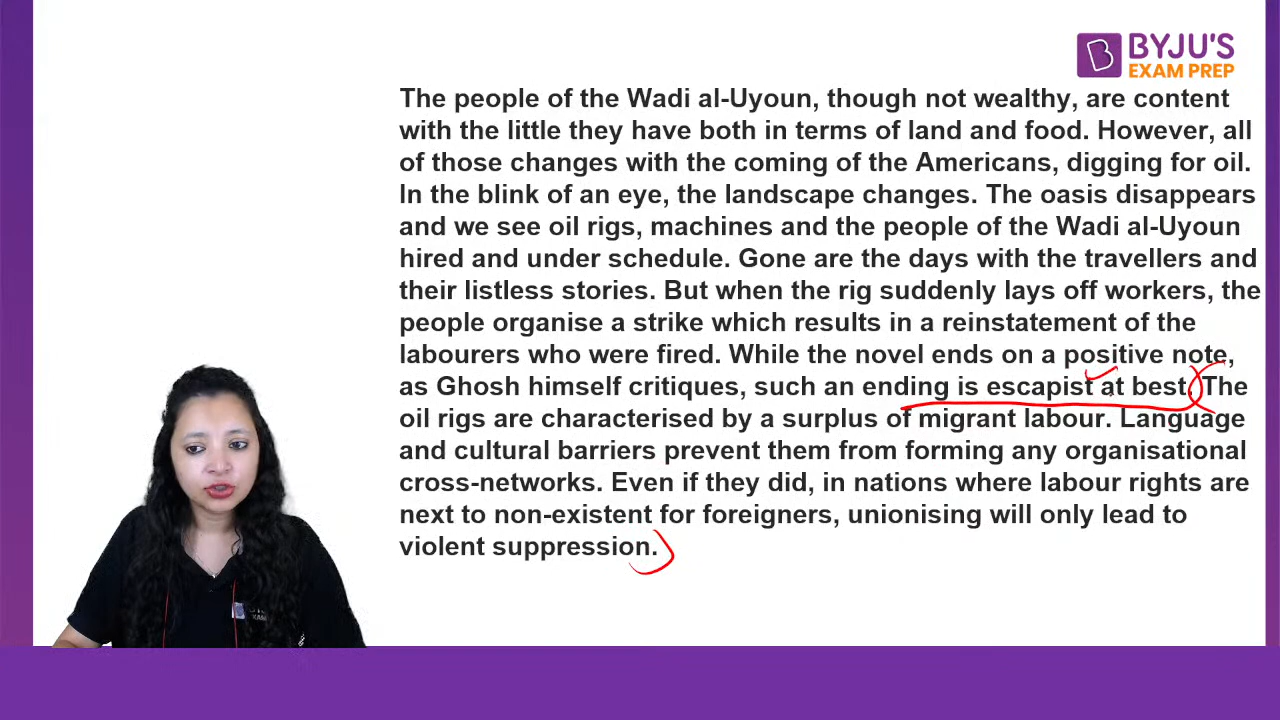 BYJU'S
EXAM PREP
The people of the Wadi al-Uyoun, though not wealthy, are content
with the little they have both in terms of land and food. However, all
of those changes with the coming of the Americans, digging for oil.
In the blink of an eye, the landscape changes. The oasis disappears
and we see oil rigs, machines and the people of the Wadi al-Uyoun
hired and under schedule. Gone are the days with the travellers and
their listless stories. But when the rig suddenly lays off workers, the
people organise a strike which results in a reinstatement of the
labourers who were fired. While the novel ends on a positive note,
as Ghosh himself critiques, such an ending is escapist at best. The
oil rigs are characterised by a surplus of migrant labour. Language
and cultural barriers prevent them from forming any organisational
cross-networks. Even if they did, in nations where labour rights are
next to non-existent for foreigners, unionising will only lead to
violent suppression.